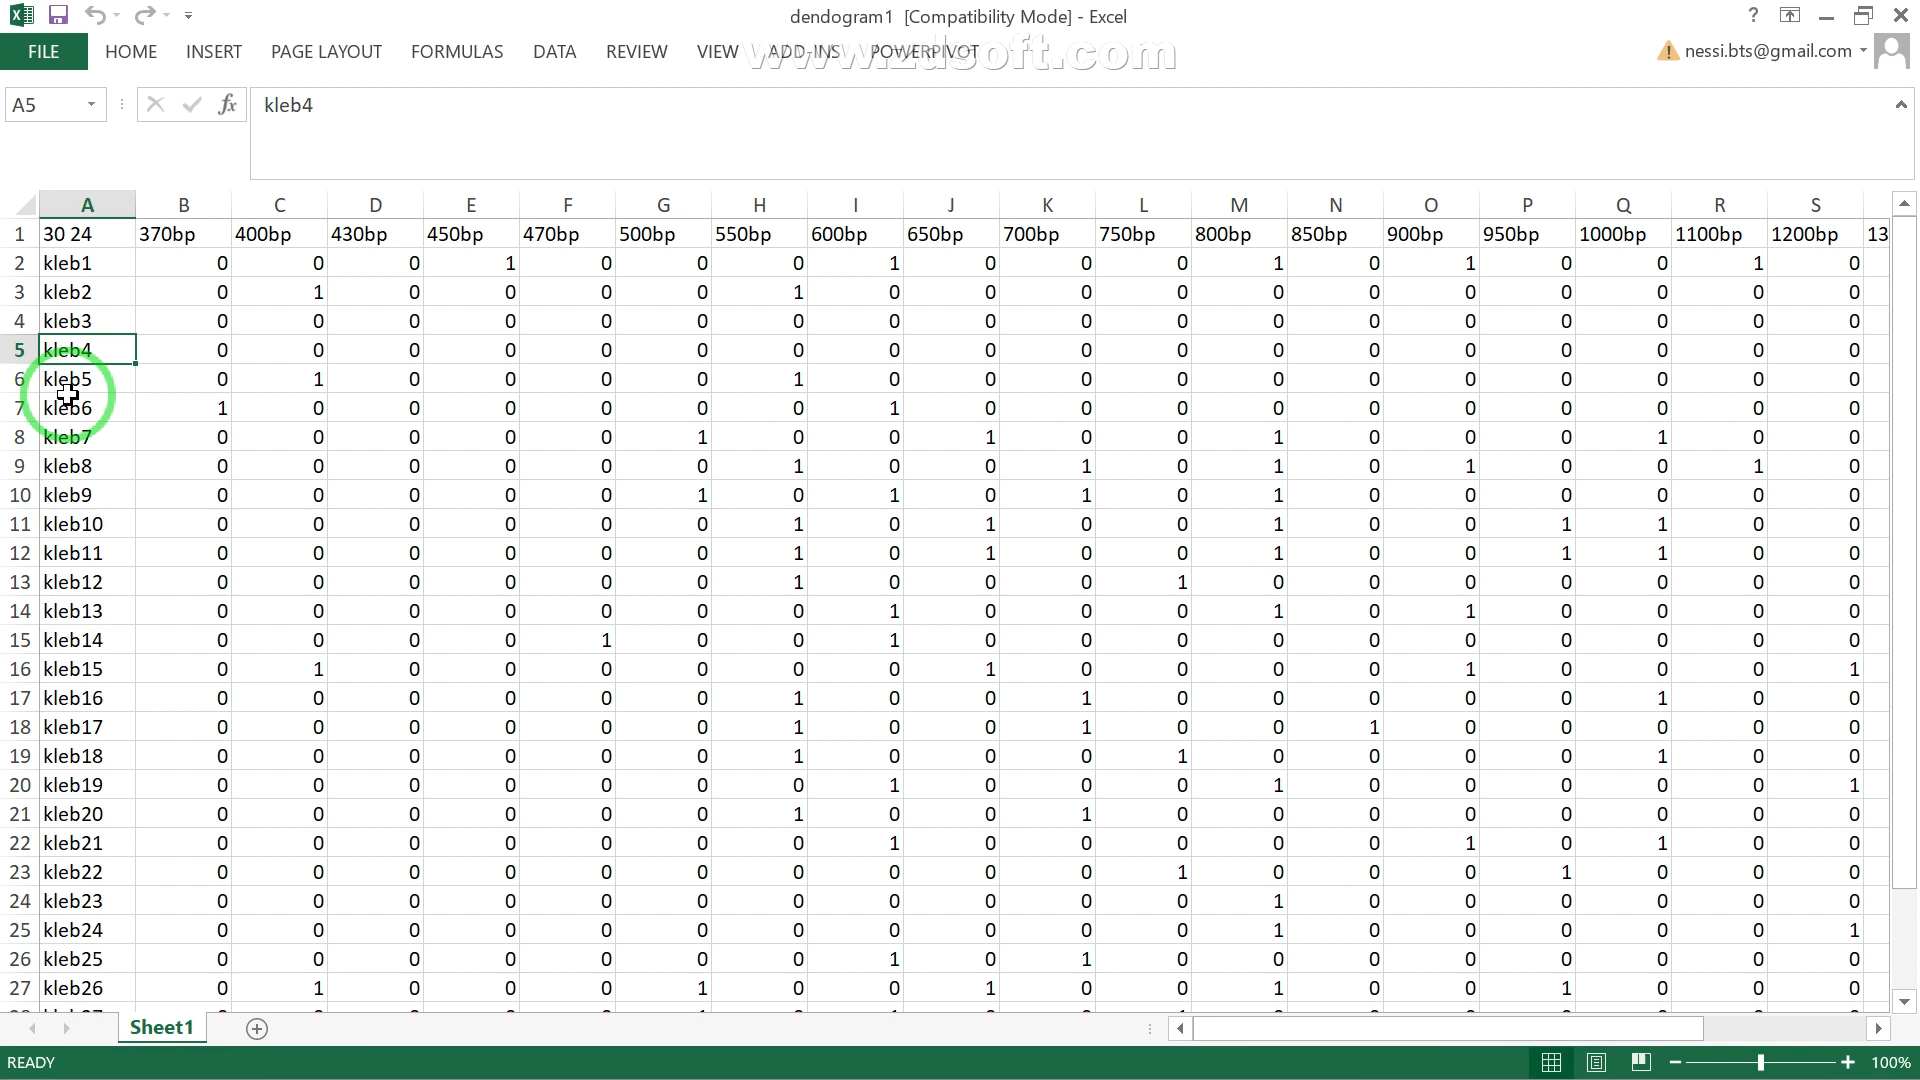 dendogram1 [Compatibility Mode] - Excel
?
FILE HOME INSERT PAGE LAYOUT FORMULAS DATA REVIEW VIEW ADD-INS POWERPIVOT nessi.bts@gmail.com
www.zdsoft.com
A5 fx kleb4
A B C D E F G H I J K L M N O P Q R S
1 30 24 370bp 400bp 430bp 450bp 470bp 500bp 550bp 600bp 650bp 700bp 750bp 800bp 850bp 900bp 950bp 1000bp 1100bp 1200bp 13
2 kleb1 0 0 0 1 0 0 0 1 0 0 0 1 0 1 0 0 1 0
3 kleb2 0 1 0 0 0 0 1 0 0 0 0 0 0 0 0 0 0 0
4 kleb3 0 0 0 0 0 0 0 0 0 0 0 0 0 0 0 0 0 0
5 kleb4 0 0 0 0 0 0 0 0 0 0 0 0 0 0 0 0 0 0
6 kleb5 0 1 0 0 0 0 1 0 0 0 0 0 0 0 0 0 0 0
7 kleb6 1 0 0 0 0 0 0 1 0 0 0 0 0 0 0 0 0 0
8 kleb7 0 0 0 0 0 1 0 0 1 0 0 1 0 0 0 1 0 0
9 kleb8 0 0 0 0 0 0 1 0 0 1 0 1 0 1 0 0 1 0
10 kleb9 0 0 0 0 0 1 0 1 0 1 0 1 0 0 0 0 0 0
11 kleb10 0 0 0 0 0 0 1 0 1 0 0 1 0 0 1 1 0 0
12 kleb11 0 0 0 0 0 0 1 0 1 0 0 1 0 0 1 1 0 0
13 kleb12 0 0 0 0 0 0 1 0 0 0 1 0 0 0 0 0 0 0
14 kleb13 0 0 0 0 0 0 0 1 0 0 0 1 0 1 0 0 0 0
15 kleb14 0 0 0 0 1 0 0 1 0 0 0 0 0 0 0 0 0 0
16 kleb15 0 1 0 0 0 0 0 0 1 0 0 0 0 1 0 0 0 1
17 kleb16 0 0 0 0 0 0 1 0 0 1 0 0 0 0 0 1 0 0
18 kleb17 0 0 0 0 0 0 1 0 0 1 0 0 1 0 0 0 0 0
19 kleb18 0 0 0 0 0 0 1 0 0 0 1 0 0 0 0 1 0 0
20 kleb19 0 0 0 0 0 0 0 1 0 0 0 1 0 0 0 0 0 1
21 kleb20 0 0 0 0 0 0 1 0 0 1 0 0 0 0 0 0 0 0
22 kleb21 0 0 0 0 0 0 0 1 0 0 0 0 0 1 0 1 0 0
23 kleb22 0 0 0 0 0 0 0 0 0 0 1 0 0 0 1 0 0 0
24 kleb23 0 0 0 0 0 0 0 0 0 0 0 1 0 0 0 0 0 0
25 kleb24 0 0 0 0 0 0 0 0 0 0 0 1 0 0 0 0 0 1
26 kleb25 0 0 0 0 0 0 0 1 0 1 0 0 0 0 0 0 0 0
27 kleb26 0 1 0 0 0 1 0 0 1 0 0 1 0 0 1 0 0 0
Sheet1
READY 100%